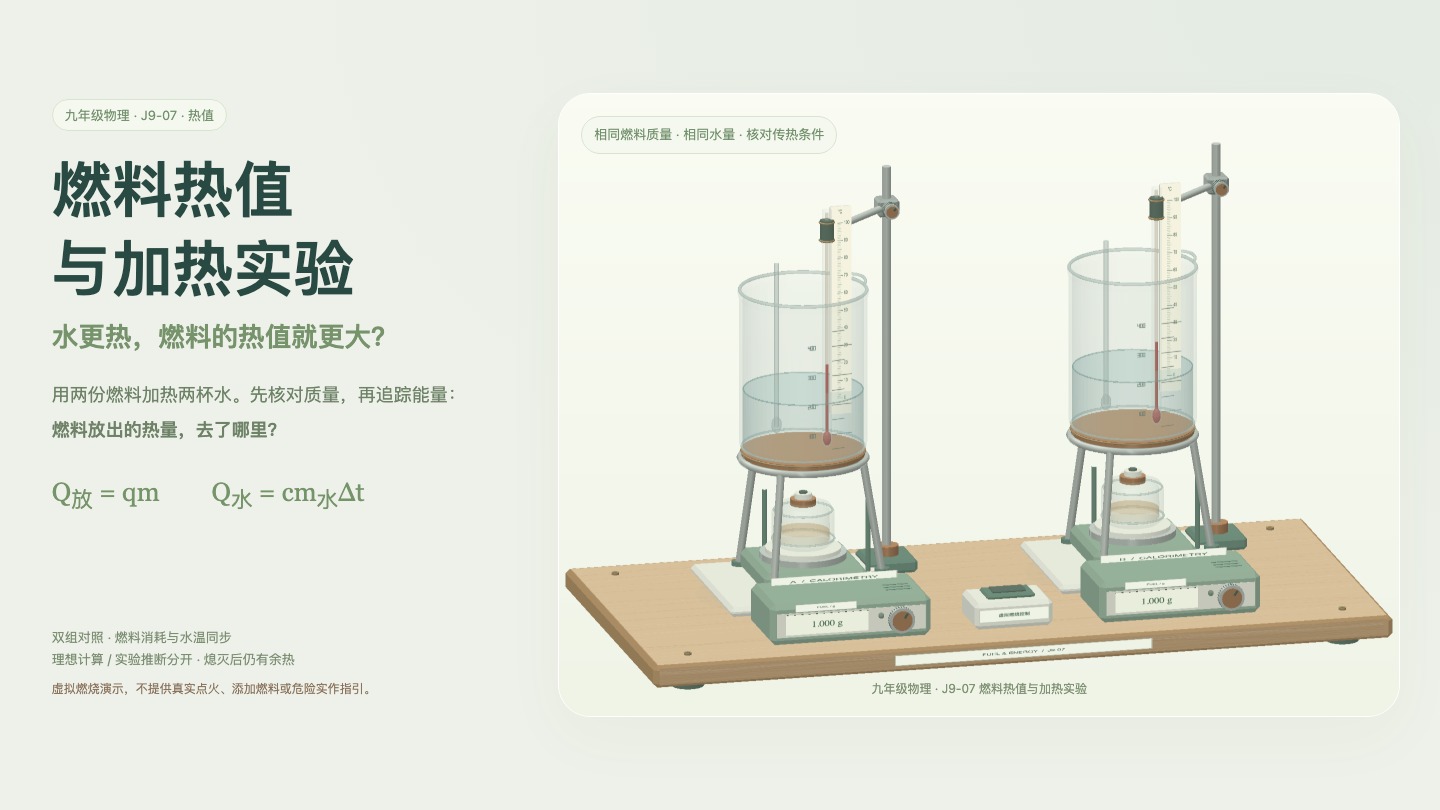 九年级物理 · J9-07 · 热值
燃料热值
与加热实验
水更热，燃料的热值就更大？
用两份燃料加热两杯水。先核对质量，再追踪能量：
燃料放出的热量，去了哪里？
Q放 = qm Q水 = cm水Δt
双组对照 · 燃料消耗与水温同步
理想计算 / 实验推断分开 · 熄灭后仍有余热
虚拟燃烧演示，不提供真实点火、添加燃料或危险实作指引。
相同燃料质量 · 相同水量 · 核对传热条件
A / CALORIMETRY
1.000 g
B / CALORIMETRY
1.000 g
虚拟燃烧控制
FUEL & ENERGY / J9-07
九年级物理 · J9-07 燃料热值与加热实验